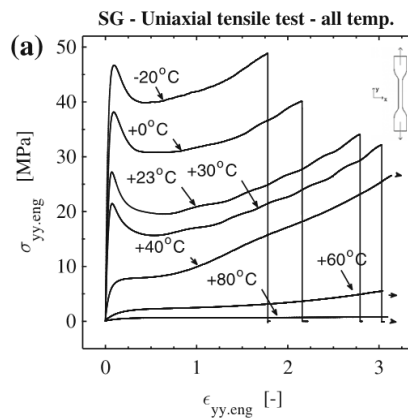 SG - Uniaxial tensile test - all temp.
(a)
50
40
30
20
10
0
σyy.eng [MPa]
-20°C
+0°C
+23°C
+30°C
+40°C
+60°C
+80°C
y
x
0 1 2 3
ϵyy.eng [-]